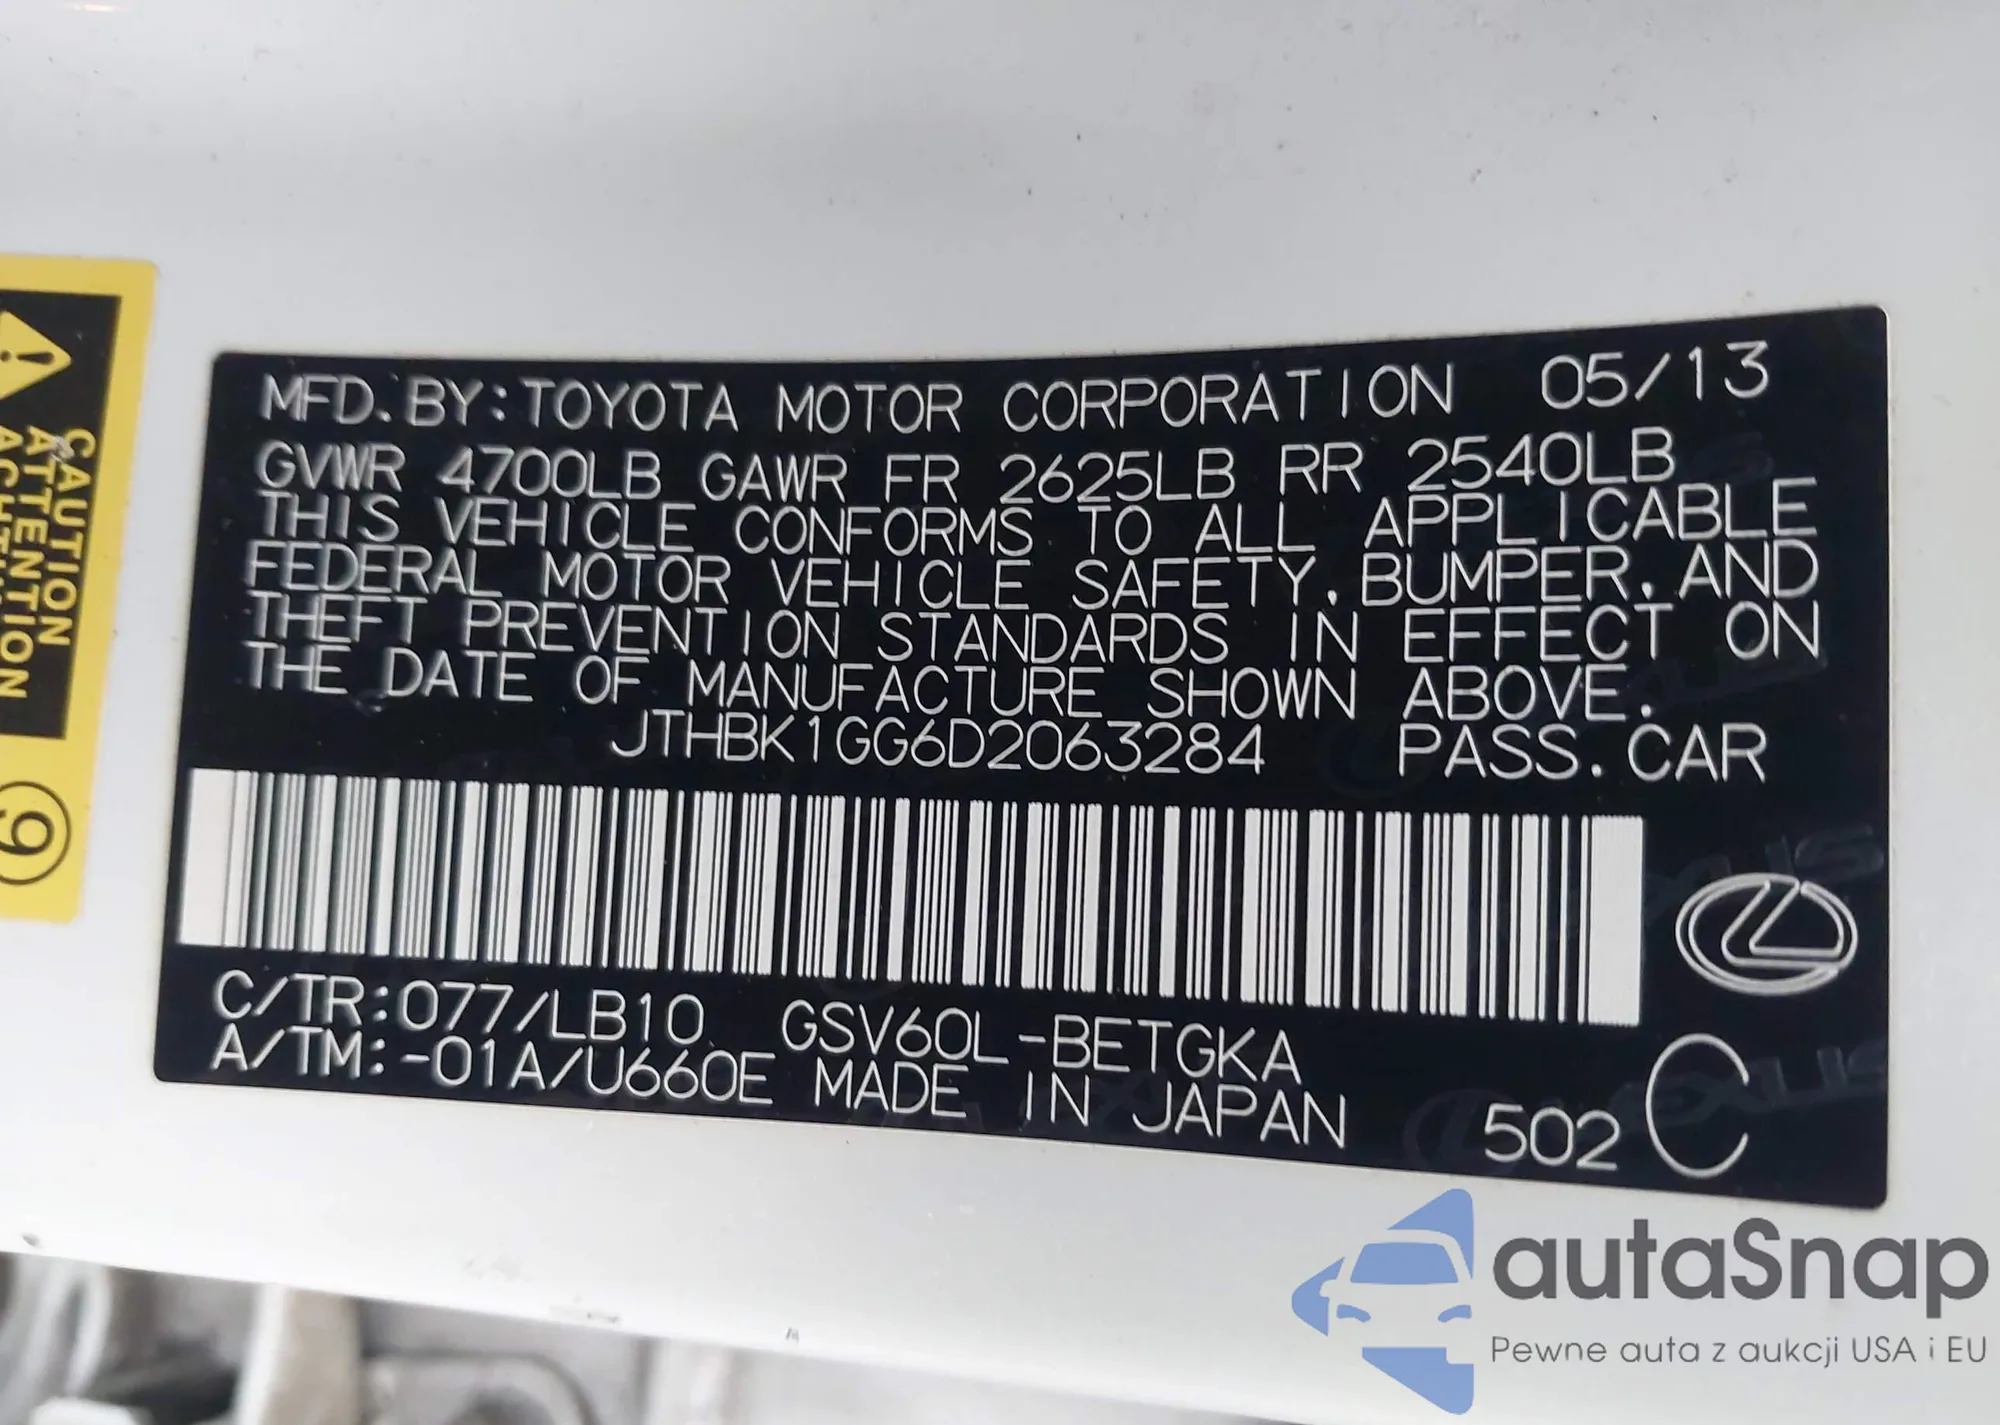 MFD. BY: TOYOTA MOTOR CORPORATION 05/13
GVWR 4700LB GAWR FR 2625LB RR 2540LB
THIS VEHICLE CONFORMS TO ALL APPLICABLE
FEDERAL MOTOR VEHICLE SAFETY, BUMPER, AND
THEFT PREVENTION STANDARDS IN EFFECT ON
THE DATE OF MANUFACTURE SHOWN ABOVE.
JTHBK1GG6D2063284 PASS. CAR
C/TR:077/LB10 GSV60L-BETGKA
A/TM:-01A/U660E MADE IN JAPAN
502 C
CAUTION
ATTENTION
9
autaSnap
Pewne auta z aukcji USA i EU